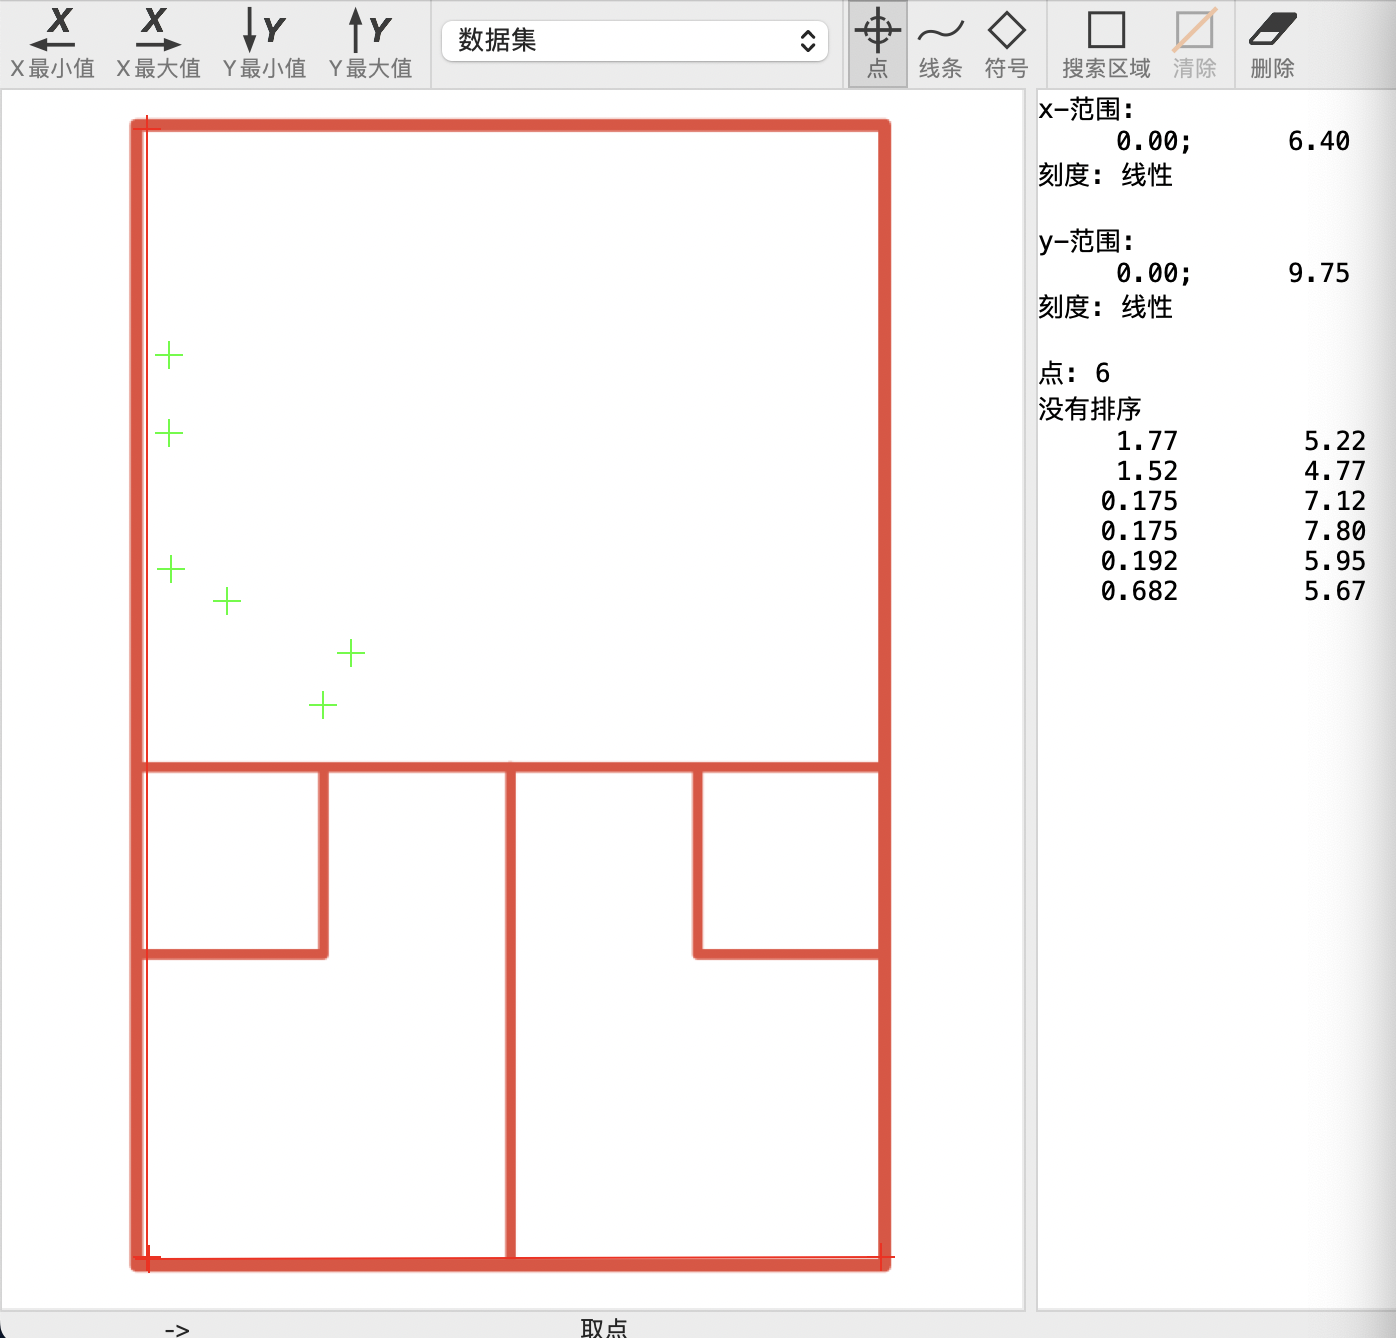 X X Y Y
X 最小值 X 最大值 Y 最小值 Y 最大值 数据集 点 线条 符号 搜索区域 清除 删除
x-范围:
0.00; 6.40
刻度: 线性
y-范围:
0.00; 9.75
刻度: 线性
点: 6
没有排序
1.77 5.22
1.52 4.77
0.175 7.12
0.175 7.80
0.192 5.95
0.682 5.67
-> 取点